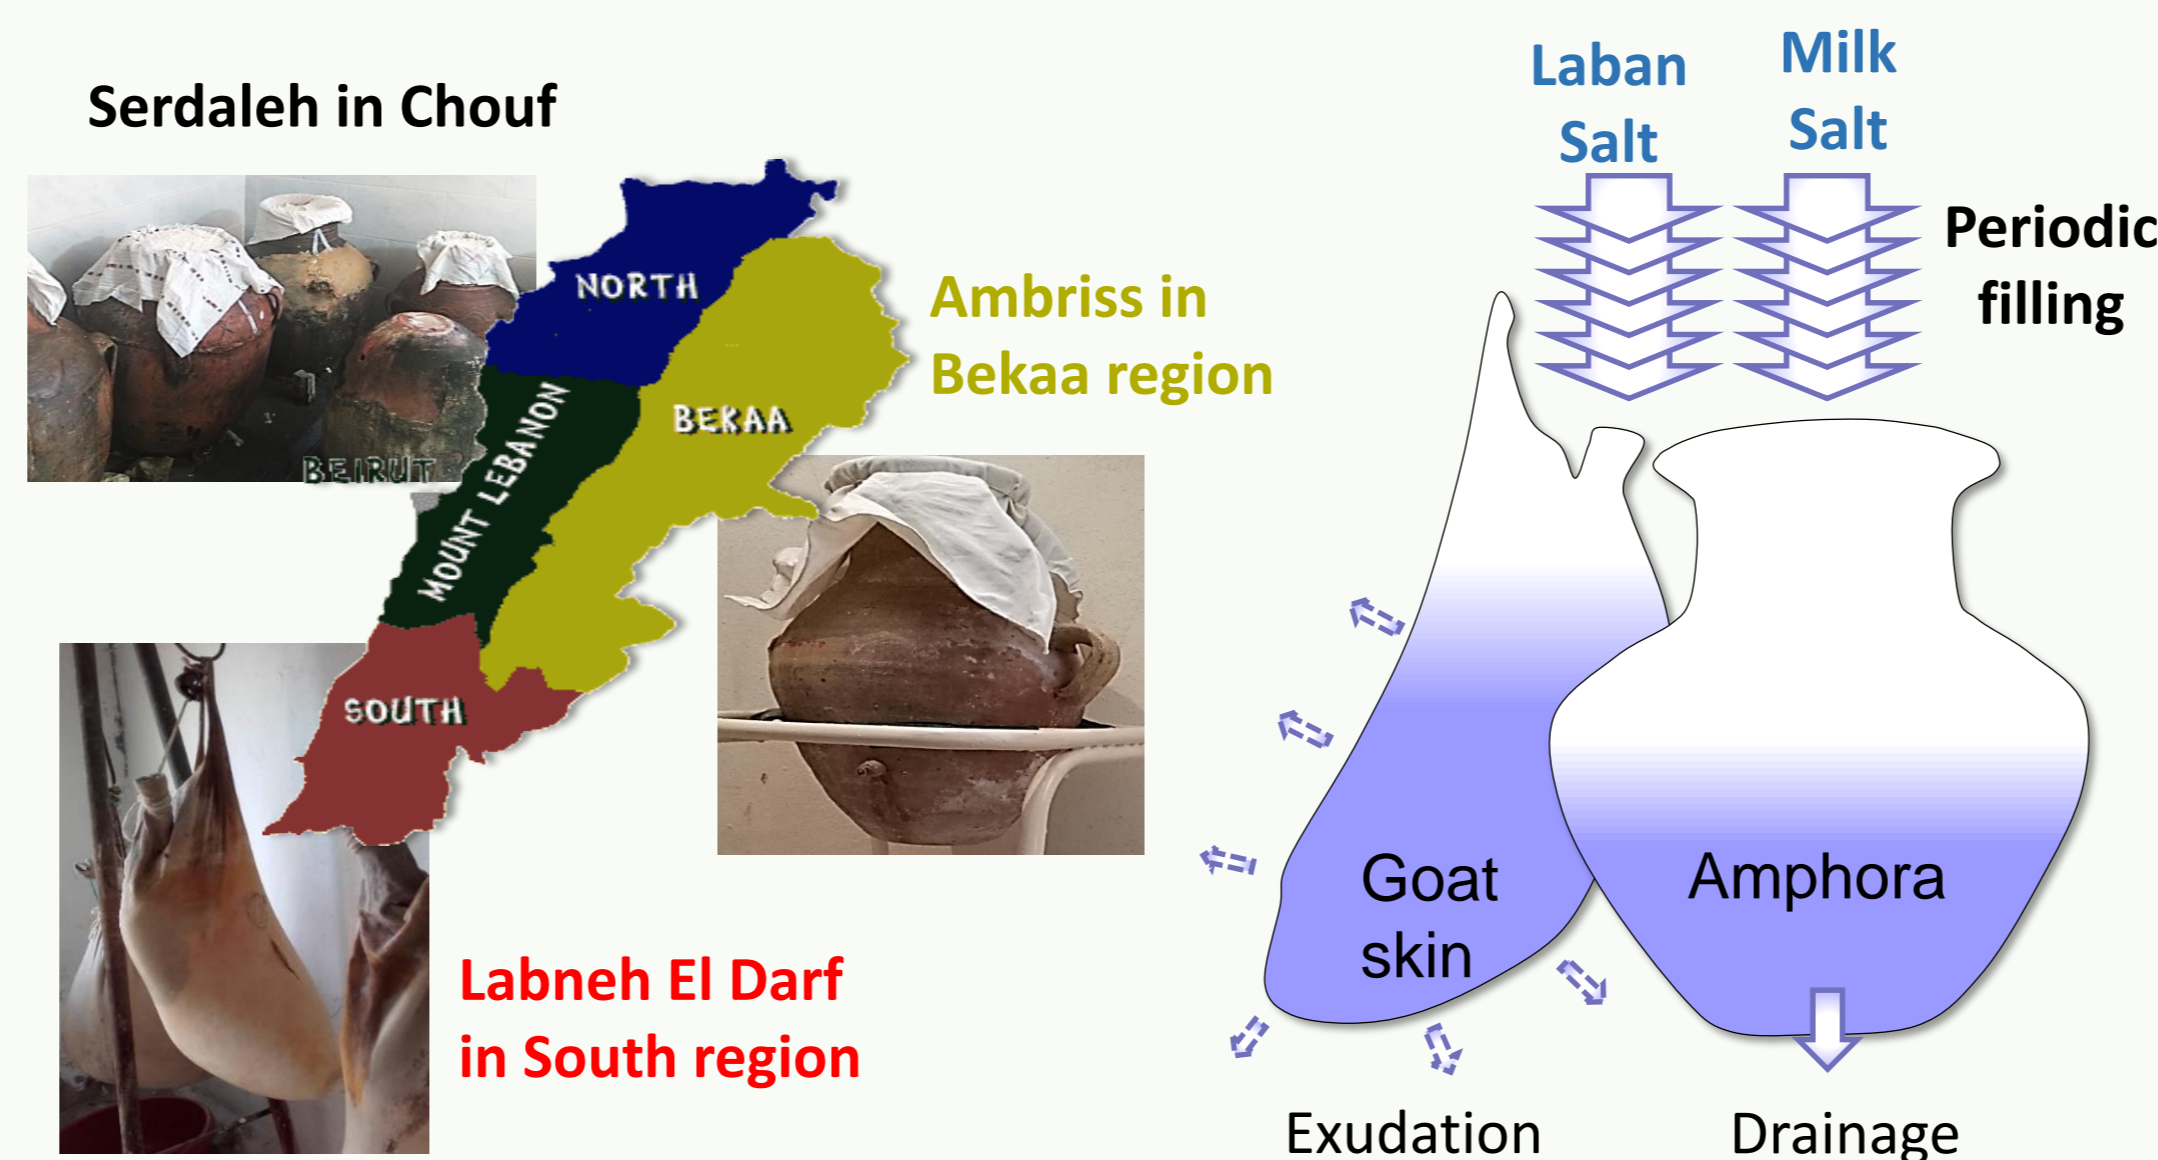 Serdaleh in Chouf
NORTH
BEKAA
MOUNT LEBANON
BEIRUT
SOUTH
Ambriss in
Bekaa region
Labneh El Darf
in South region
Laban
Salt
Milk
Salt
Periodic
filling
Goat
skin
Amphora
Exudation
Drainage